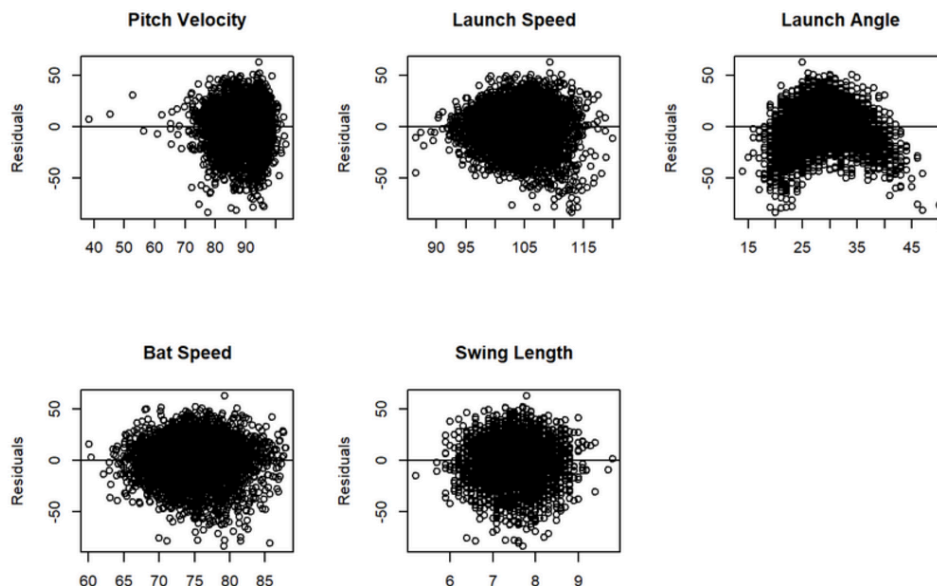 Pitch Velocity
Residuals
50
0
-50
40 50 60 70 80 90
Launch Speed
Residuals
50
0
-50
90 95 105 115
Launch Angle
Residuals
50
0
-50
15 25 35 45
Bat Speed
Residuals
50
0
-50
60 65 70 75 80 85
Swing Length
Residuals
50
0
-50
6 7 8 9